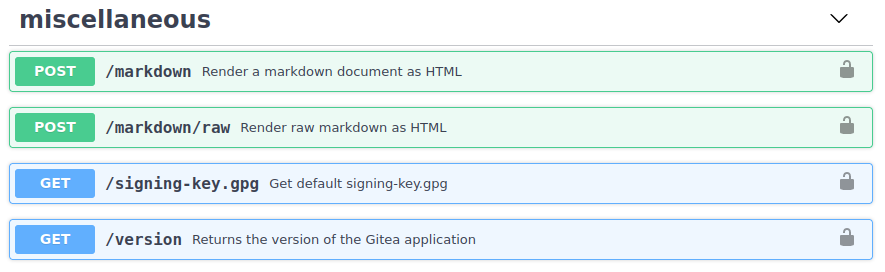 miscellaneous
POST /markdown Render a markdown document as HTML
POST /markdown/raw Render raw markdown as HTML
GET /signing-key.gpg Get default signing-key.gpg
GET /version Returns the version of the Gitea application